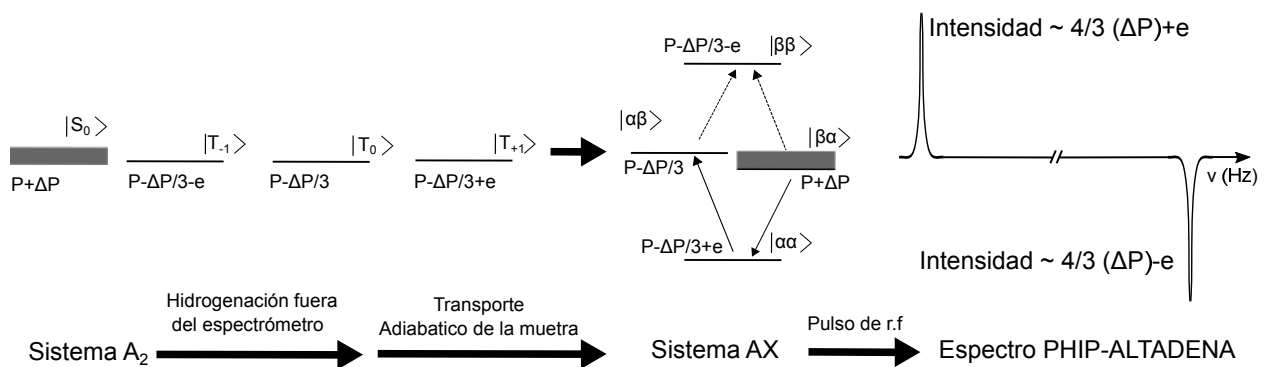 |S₀⟩
P+ΔP
|T₋₁⟩
P-ΔP/3-e
|T₀⟩
P-ΔP/3
|T₊₁⟩
P-ΔP/3+e
P-ΔP/3-e
|ββ⟩
|αβ⟩
P-ΔP/3
|βα⟩
P+ΔP
P-ΔP/3+e
|αα⟩
Intensidad ~ 4/3 (ΔP)+e
ν (Hz)
Intensidad ~ 4/3 (ΔP)-e
Sistema A₂
Hidrogenación fuera
del espectrómetro
Transporte
Adiabatico de la muetra
Sistema AX
Pulso de r.f
Espectro PHIP-ALTADENA